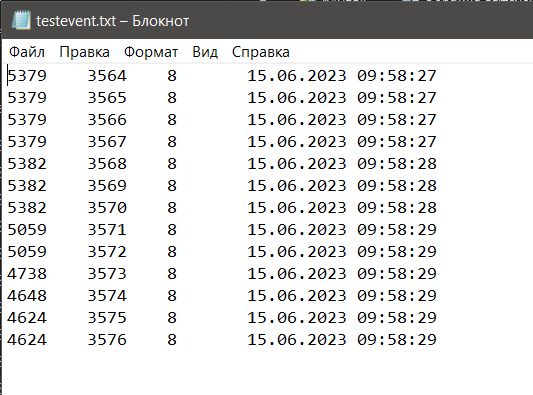 testevent.txt – Блокнот
Файл Правка Формат Вид Справка
5379 3564 8 15.06.2023 09:58:27
5379 3565 8 15.06.2023 09:58:27
5379 3566 8 15.06.2023 09:58:27
5379 3567 8 15.06.2023 09:58:27
5382 3568 8 15.06.2023 09:58:28
5382 3569 8 15.06.2023 09:58:28
5382 3570 8 15.06.2023 09:58:28
5059 3571 8 15.06.2023 09:58:29
5059 3572 8 15.06.2023 09:58:29
4738 3573 8 15.06.2023 09:58:29
4648 3574 8 15.06.2023 09:58:29
4624 3575 8 15.06.2023 09:58:29
4624 3576 8 15.06.2023 09:58:29